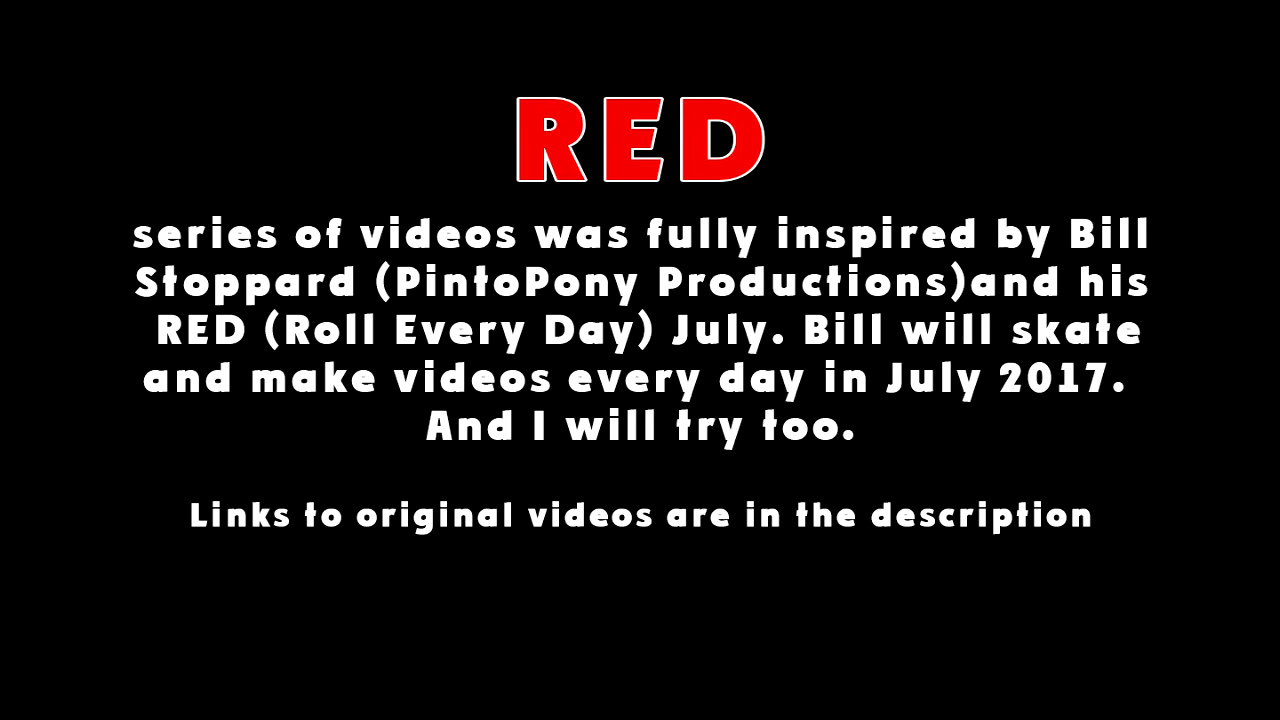 RED
series of videos was fully inspired by Bill
Stoppard (PintoPony Productions)and his
RED (Roll Every Day) July. Bill will skate
and make videos every day in July 2017.
And I will try too.
Links to original videos are in the description